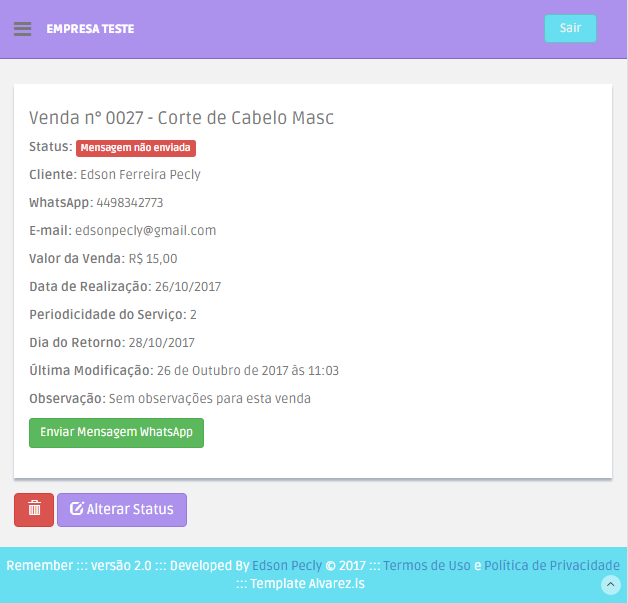 EMPRESA TESTE
Sair
Venda n° 0027 - Corte de Cabelo Masc
Status: Mensagem não enviada
Cliente: Edson Ferreira Pecly
WhatsApp: 4498342773
E-mail: edsonpecly@gmail.com
Valor da Venda: R$ 15,00
Data de Realização: 26/10/2017
Periodicidade do Serviço: 2
Dia do Retorno: 28/10/2017
Última Modificação: 26 de Outubro de 2017 às 11:03
Observação: Sem observações para esta venda
Enviar Mensagem WhatsApp
Alterar Status
Remember ::: versão 2.0 ::: Developed By Edson Pecly © 2017 ::: Termos de Uso e Política de Privacidade
::: Template Alvarez.is